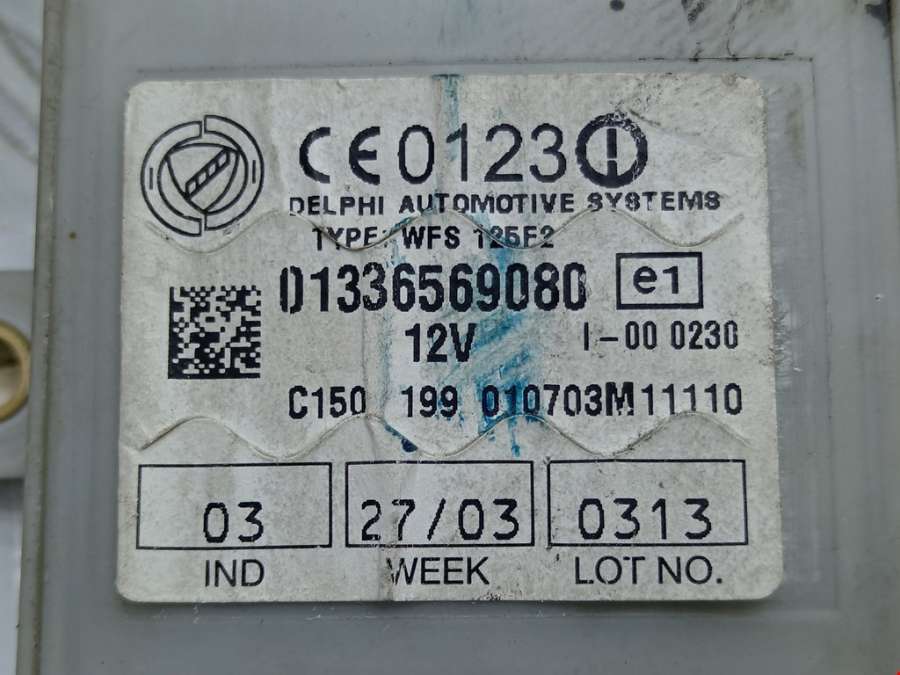 CE0123
DELPHI AUTOMOTIVE SYSTEMS
TYPE: WFS 125F2
01336569080 e1
12V I-00 0230
C150 199 010703M11110
03 27/03 0313
IND WEEK LOT NO.